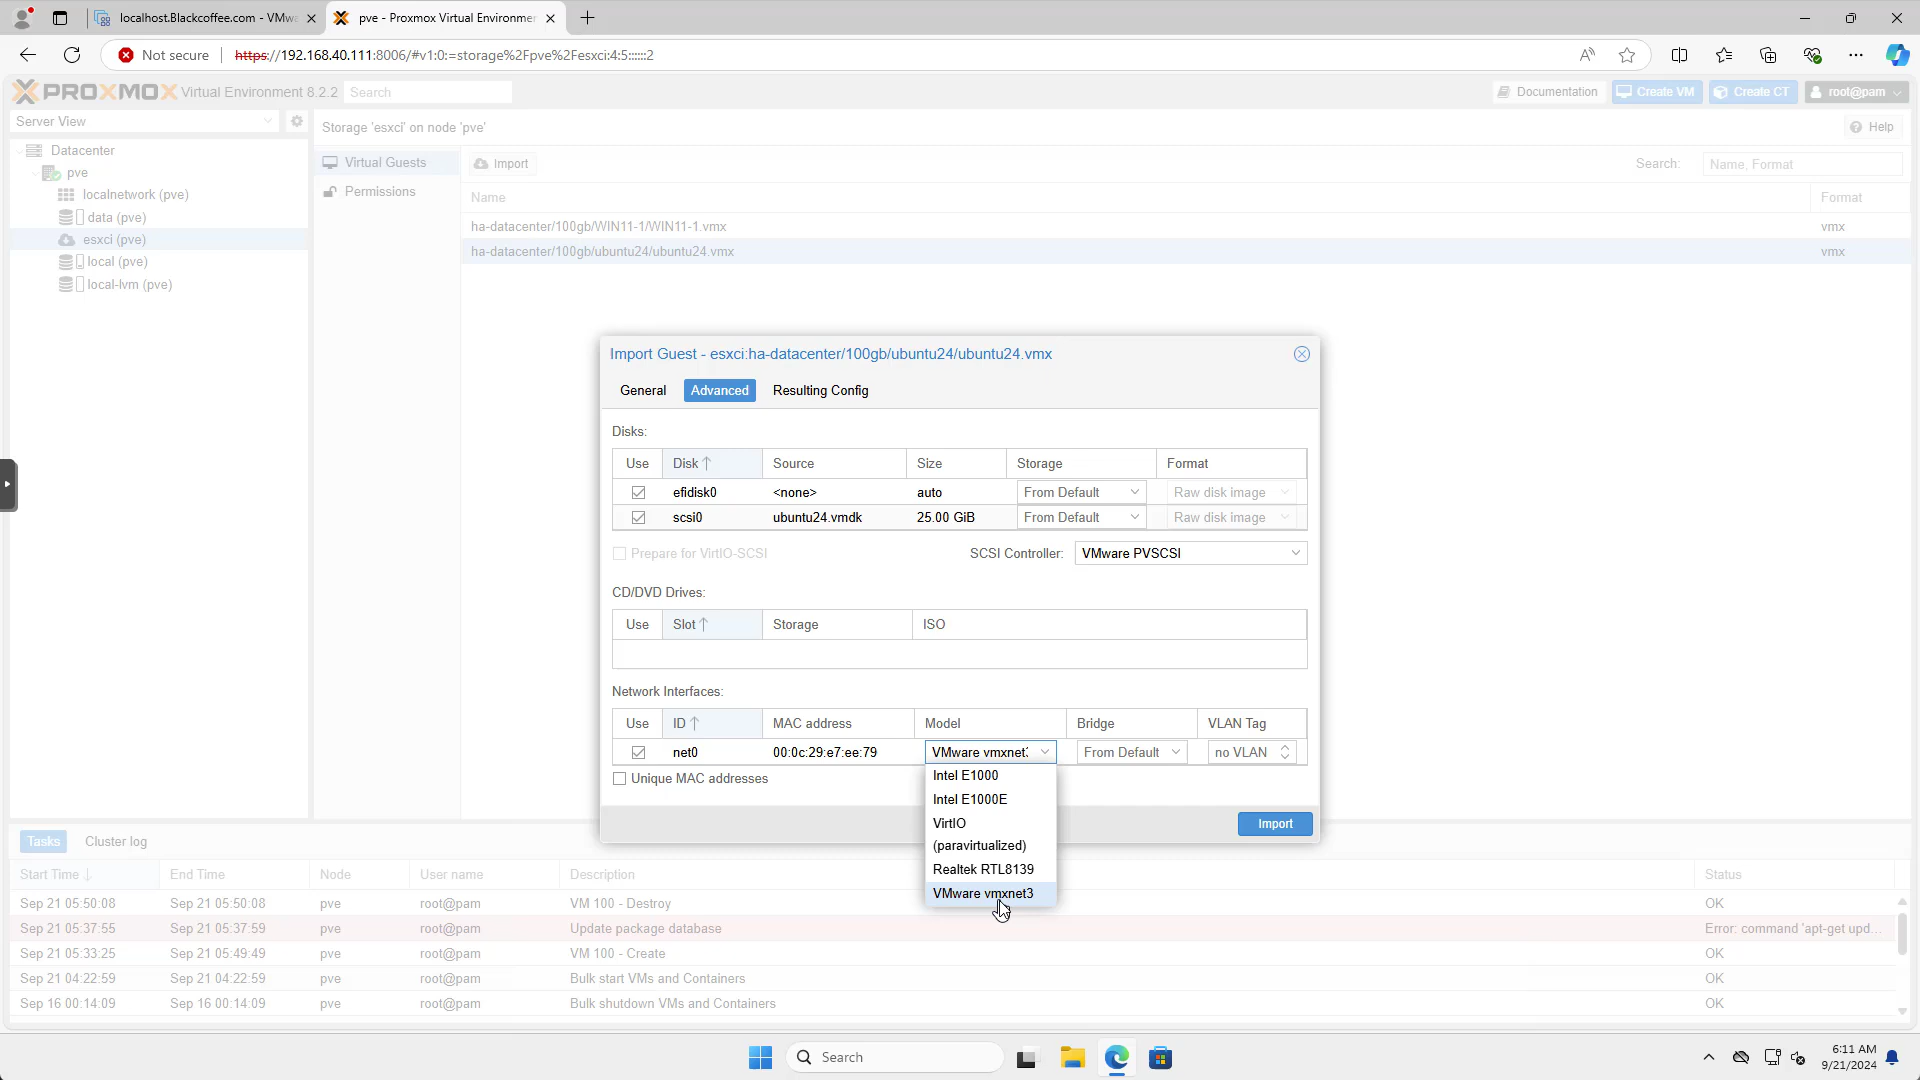 localhost.Blackcoffee.com - VMwa
pve - Proxmox Virtual Environme
Not secure
https://192.168.40.111:8006/#v1:0:=storage%2Fpve%2Fesxci:4:5::::::2
PROXMOX Virtual Environment 8.2.2
Search
Documentation
Create VM
Create CT
root@pam
Server View
Storage 'esxci' on node 'pve'
Help
Datacenter
pve
localnetwork (pve)
data (pve)
esxci (pve)
local (pve)
local-lvm (pve)
Virtual Guests
Permissions
Import
Search:
Name, Format
Name
Format
ha-datacenter/100gb/WIN11-1/WIN11-1.vmx
vmx
ha-datacenter/100gb/ubuntu24/ubuntu24.vmx
vmx
Import Guest - esxci:ha-datacenter/100gb/ubuntu24/ubuntu24.vmx
General
Advanced
Resulting Config
Disks:
Use
Disk
Source
Size
Storage
Format
efidisk0
<none>
auto
From Default
Raw disk image
scsi0
ubuntu24.vmdk
25.00 GiB
From Default
Raw disk image
Prepare for VirtIO-SCSI
SCSI Controller:
VMware PVSCSI
CD/DVD Drives:
Use
Slot
Storage
ISO
Network Interfaces:
Use
ID
MAC address
Model
Bridge
VLAN Tag
net0
00:0c:29:e7:ee:79
VMware vmxnet3
From Default
no VLAN
Unique MAC addresses
Intel E1000
Intel E1000E
VirtIO
(paravirtualized)
Realtek RTL8139
VMware vmxnet3
Import
Tasks
Cluster log
Start Time
End Time
Node
User name
Description
Status
Sep 21 05:50:08
Sep 21 05:50:08
pve
root@pam
VM 100 - Destroy
OK
Sep 21 05:37:55
Sep 21 05:37:59
pve
root@pam
Update package database
Error: command 'apt-get upd...
Sep 21 05:33:25
Sep 21 05:49:49
pve
root@pam
VM 100 - Create
OK
Sep 21 04:22:59
Sep 21 04:22:59
pve
root@pam
Bulk start VMs and Containers
OK
Sep 16 00:14:09
Sep 16 00:14:09
pve
root@pam
Bulk shutdown VMs and Containers
OK
Search
6:11 AM
9/21/2024